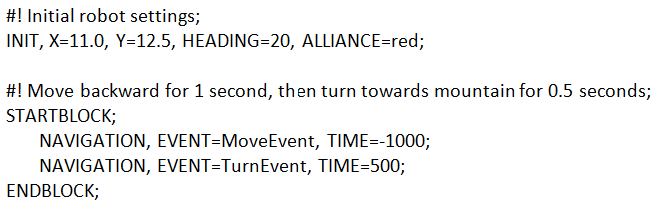 #! Initial robot settings;
INIT, X=11.0, Y=12.5, HEADING=20, ALLIANCE=red;
#! Move backward for 1 second, then turn towards mountain for 0.5 seconds;
STARTBLOCK;
NAVIGATION, EVENT=MoveEvent, TIME=-1000;
NAVIGATION, EVENT=TurnEvent, TIME=500;
ENDBLOCK;